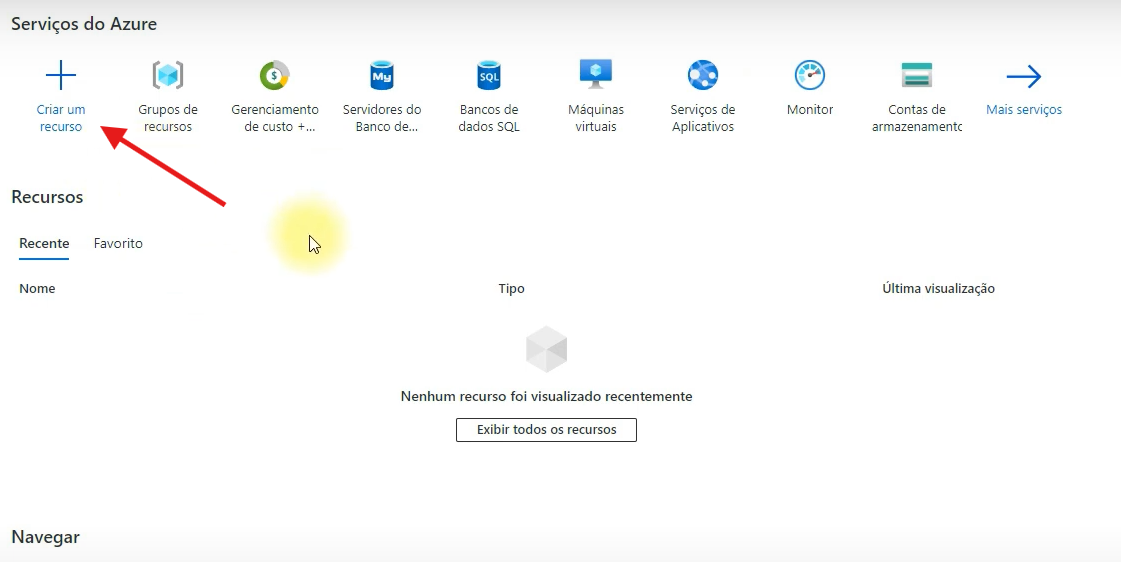 Serviços do Azure
My
SQL
$
Criar um
recurso
Grupos de
recursos
Gerenciamento
de custo +...
Servidores do
Banco de...
Bancos de
dados SQL
Máquinas
virtuais
Serviços de
Aplicativos
Monitor
Contas de
armazenamento
Mais serviços
Recursos
Recente
Favorito
Nome
Tipo
Última visualização
Nenhum recurso foi visualizado recentemente
Exibir todos os recursos
Navegar